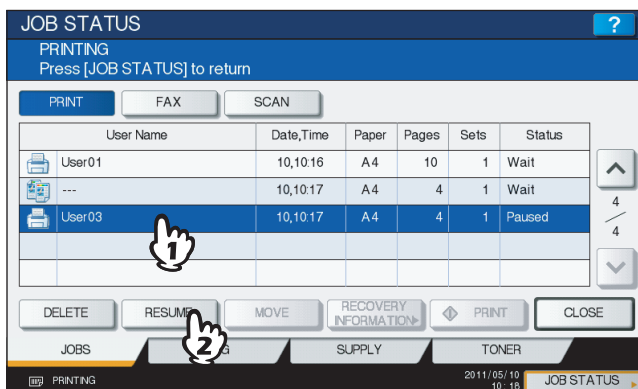 JOB STATUS ?
PRINTING
Press [JOB STATUS] to return
PRINT FAX SCAN
User Name Date,Time Paper Pages Sets Status
User01 10,10:16 A4 10 1 Wait
--- 10,10:17 A4 4 1 Wait
User03 10,10:17 A4 4 1 Paused
4
4
1
DELETE RESUME MOVE RECOVERY INFORMATION PRINT CLOSE
2
JOBS SUPPLY TONER
PRINTING 2011/05/10
10:18 JOB STATUS